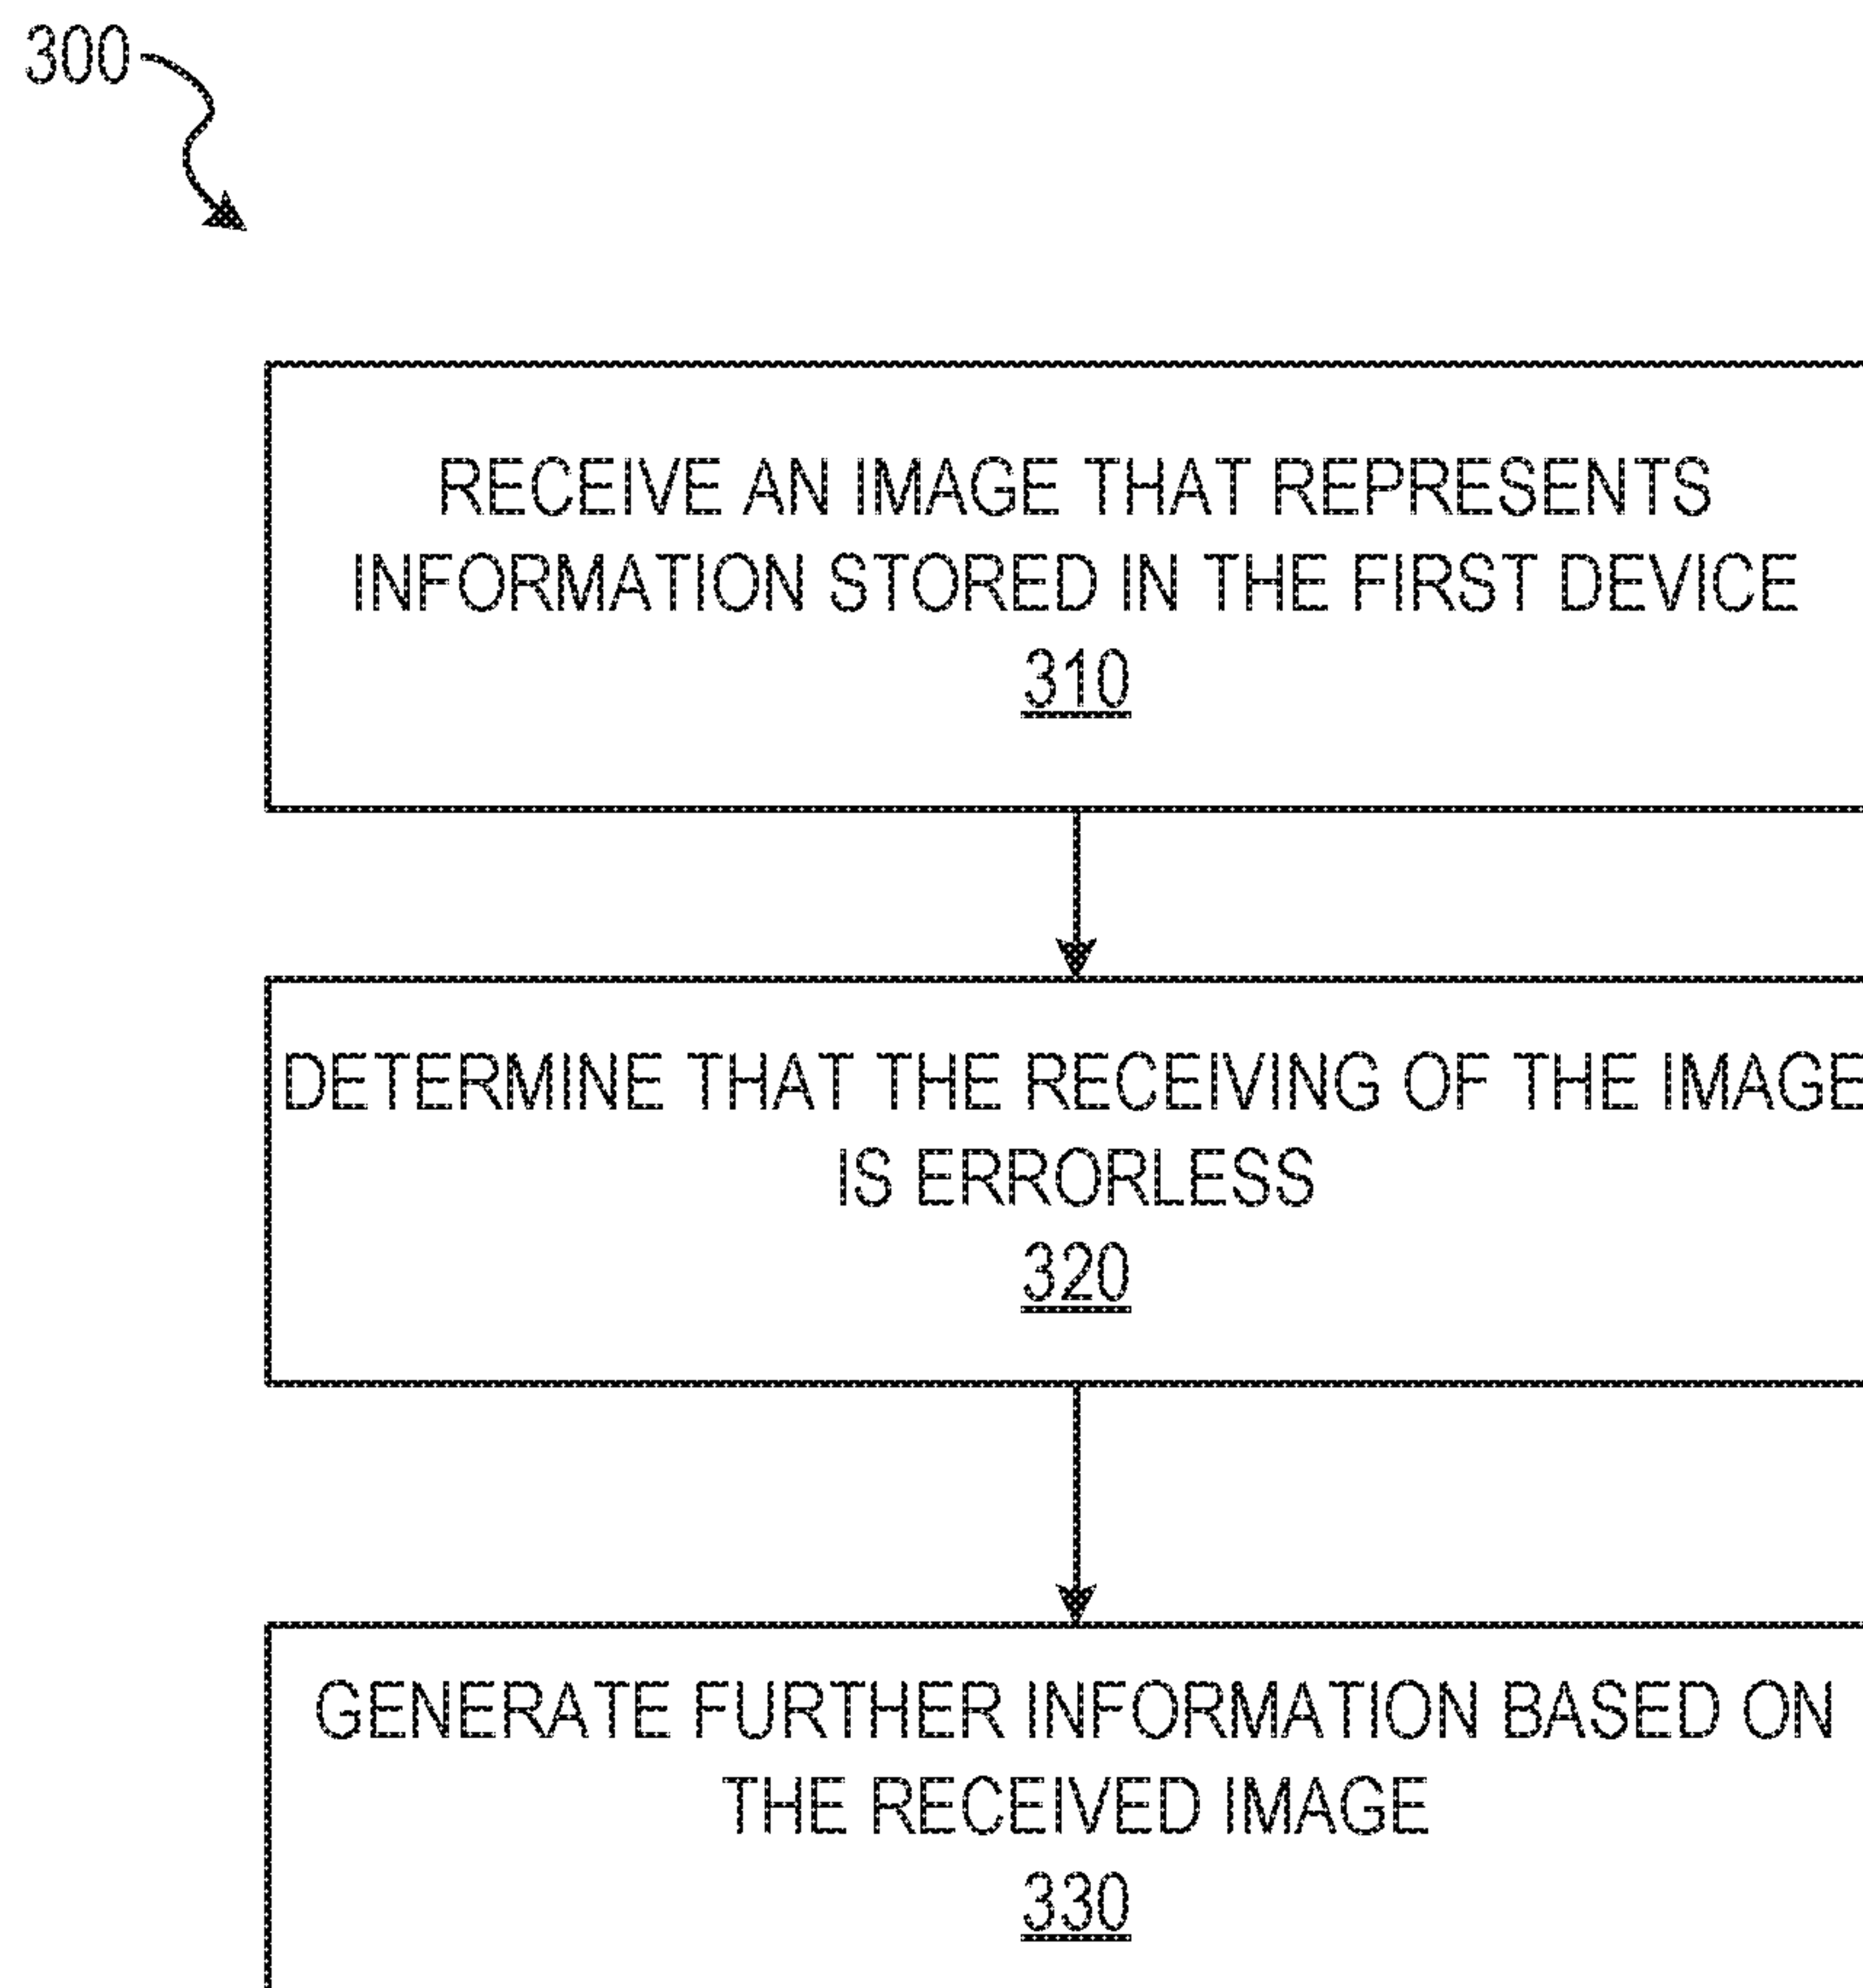 300
RECEIVE AN IMAGE THAT REPRESENTS
INFORMATION STORED IN THE FIRST DEVICE
310
DETERMINE THAT THE RECEIVING OF THE IMAGE
IS ERRORLESS
320
GENERATE FURTHER INFORMATION BASED ON
THE RECEIVED IMAGE
330